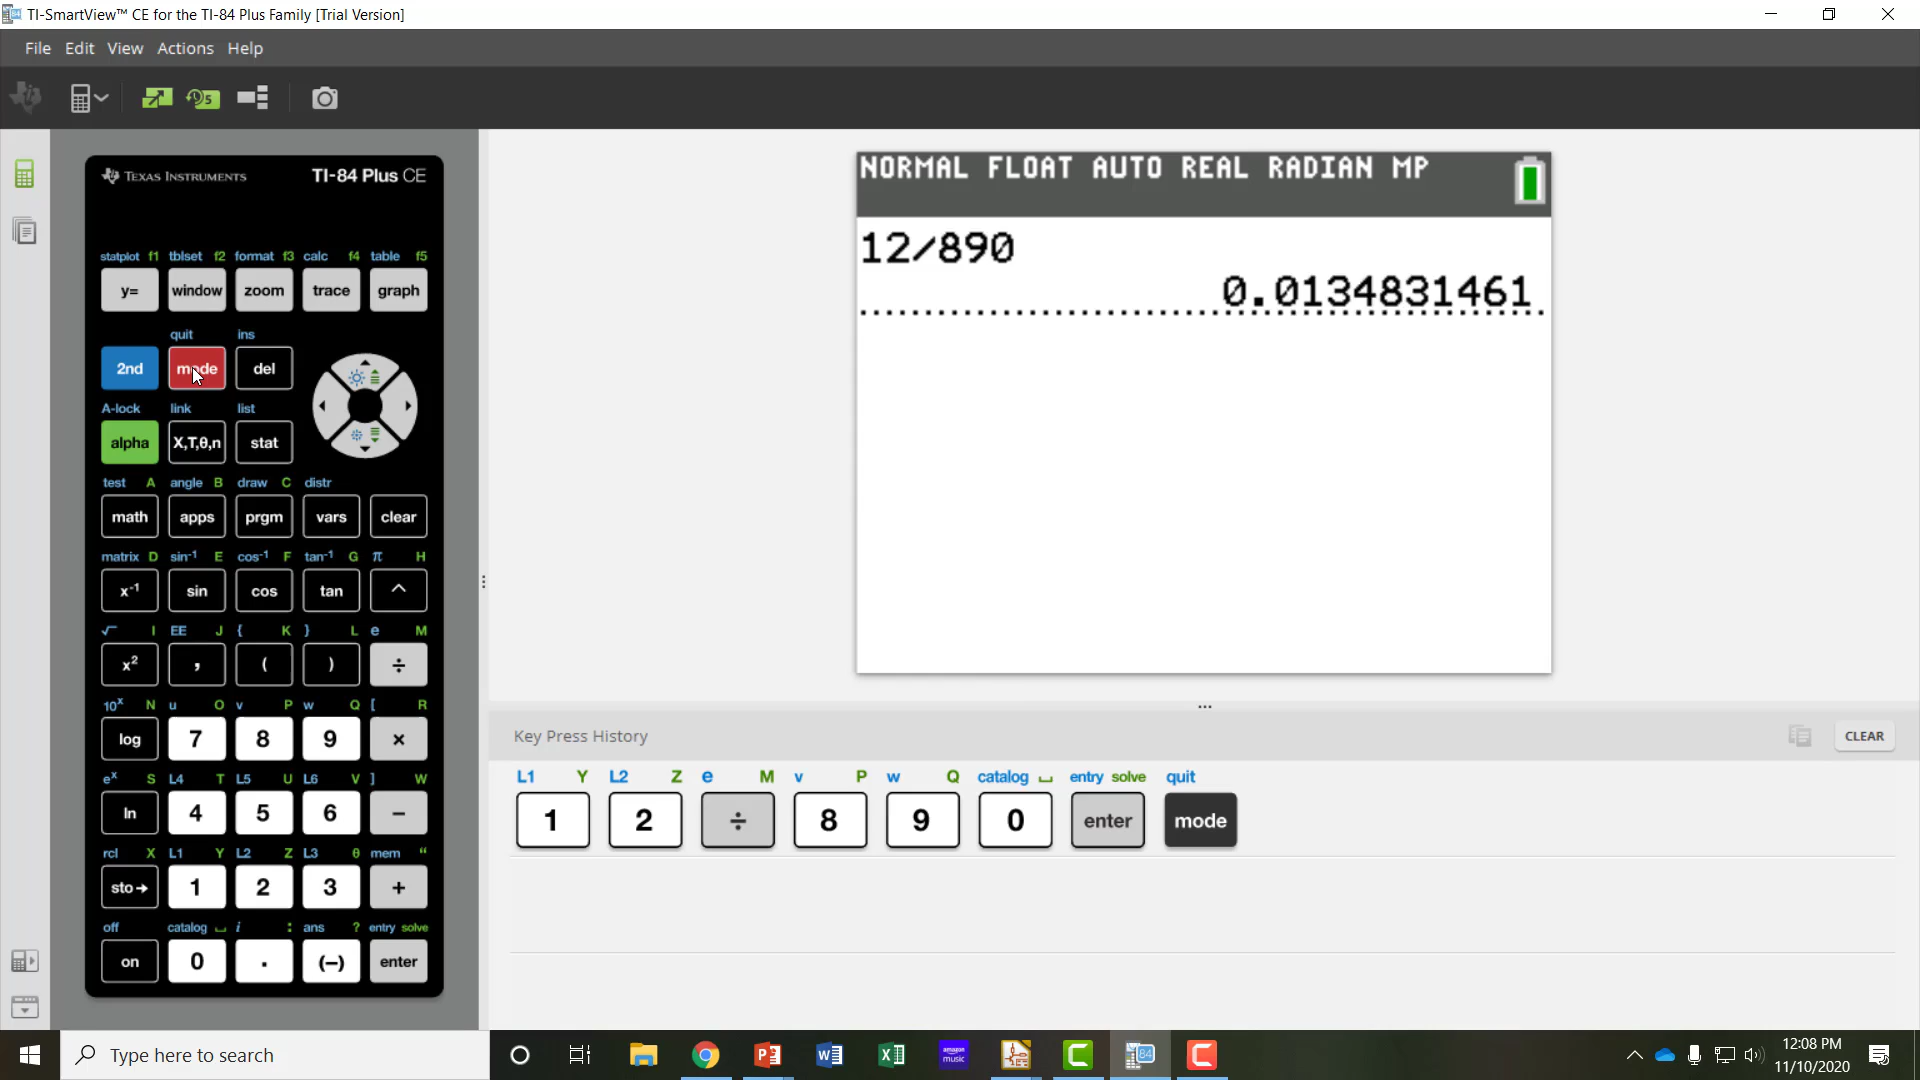 TI-SmartView™ CE for the TI-84 Plus Family [Trial Version]
File Edit View Actions Help
TEXAS INSTRUMENTS TI-84 Plus CE
statplot f1 tblset f2 format f3 calc f4 table f5
y= window zoom trace graph
quit ins
2nd mode del
A-lock link list
alpha X,T,θ,n stat
test A angle B draw C distr
math apps prgm vars clear
matrix D sin⁻¹ E cos⁻¹ F tan⁻¹ G π H
x⁻¹ sin cos tan ^
√ I EE J { K } L e M
x² , ( ) ÷
10ˣ N u O v P w Q [ R
log 7 8 9 ×
eˣ S L4 T L5 U L6 V ] W
ln 4 5 6 −
rcl X L1 Y L2 Z L3 θ mem "
sto→ 1 2 3 +
off catalog ⎵ i : ans ? entry solve
on 0 . (−) enter
NORMAL FLOAT AUTO REAL RADIAN MP
12/890
0.0134831461
Key Press History
CLEAR
L1 Y L2 Z e M v P w Q catalog ⎵ entry solve quit
1 2 ÷ 8 9 0 enter mode
Type here to search
amazon music
84
12:08 PM
11/10/2020